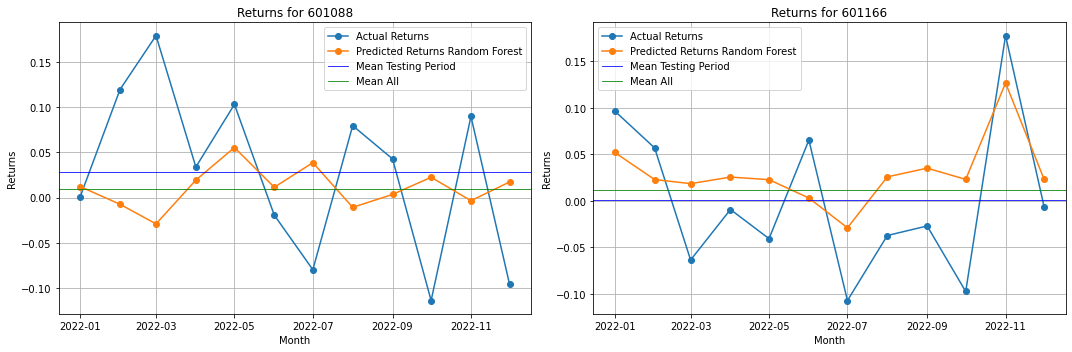 Returns for 601088
Actual Returns
Predicted Returns Random Forest
Mean Testing Period
Mean All
0.15
0.10
0.05
0.00
−0.05
−0.10
Returns
2022-01
2022-03
2022-05
2022-07
2022-09
2022-11
Month
Returns for 601166
Actual Returns
Predicted Returns Random Forest
Mean Testing Period
Mean All
0.15
0.10
0.05
0.00
−0.05
−0.10
Returns
2022-01
2022-03
2022-05
2022-07
2022-09
2022-11
Month